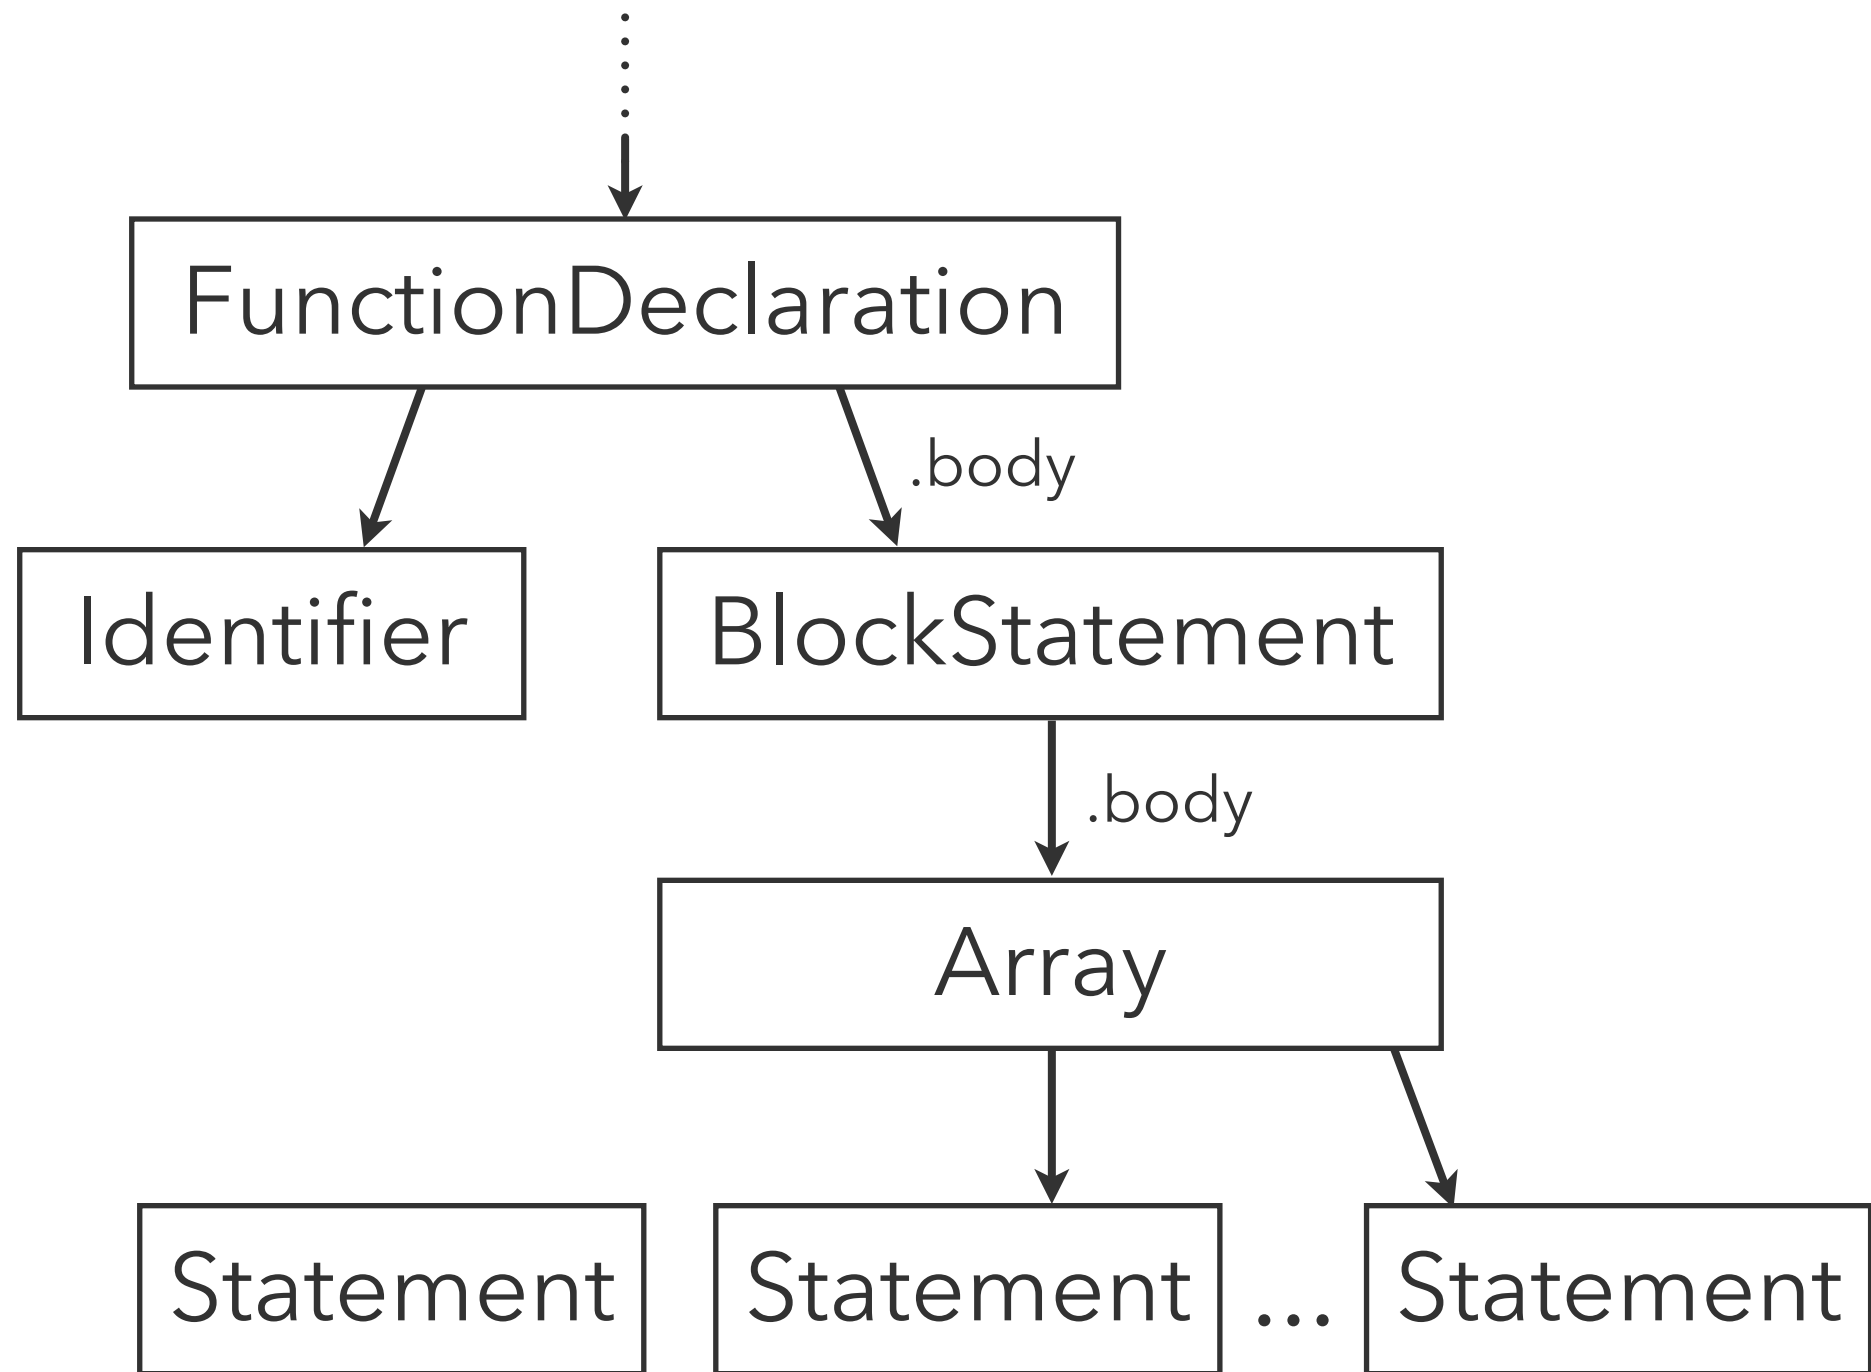 FunctionDeclaration
.body
Identifier
BlockStatement
.body
Array
Statement
Statement
...
Statement